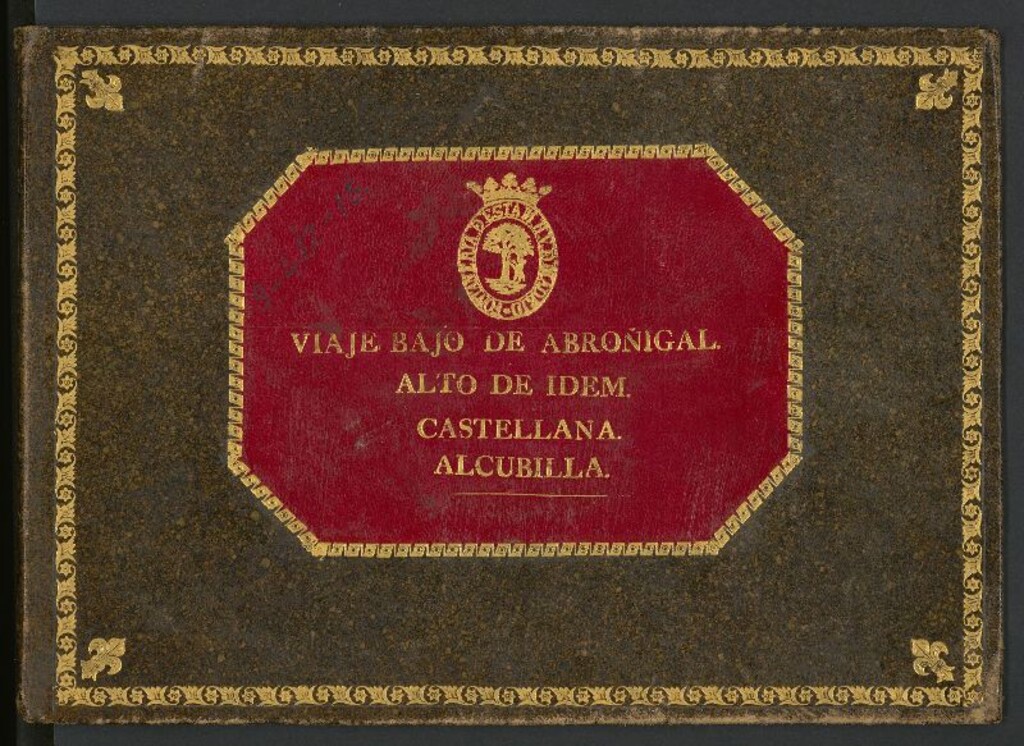 VIAJE BAJO DE ABROÑIGAL.
ALTO DE IDEM.
CASTELLANA.
ALCUBILLA.